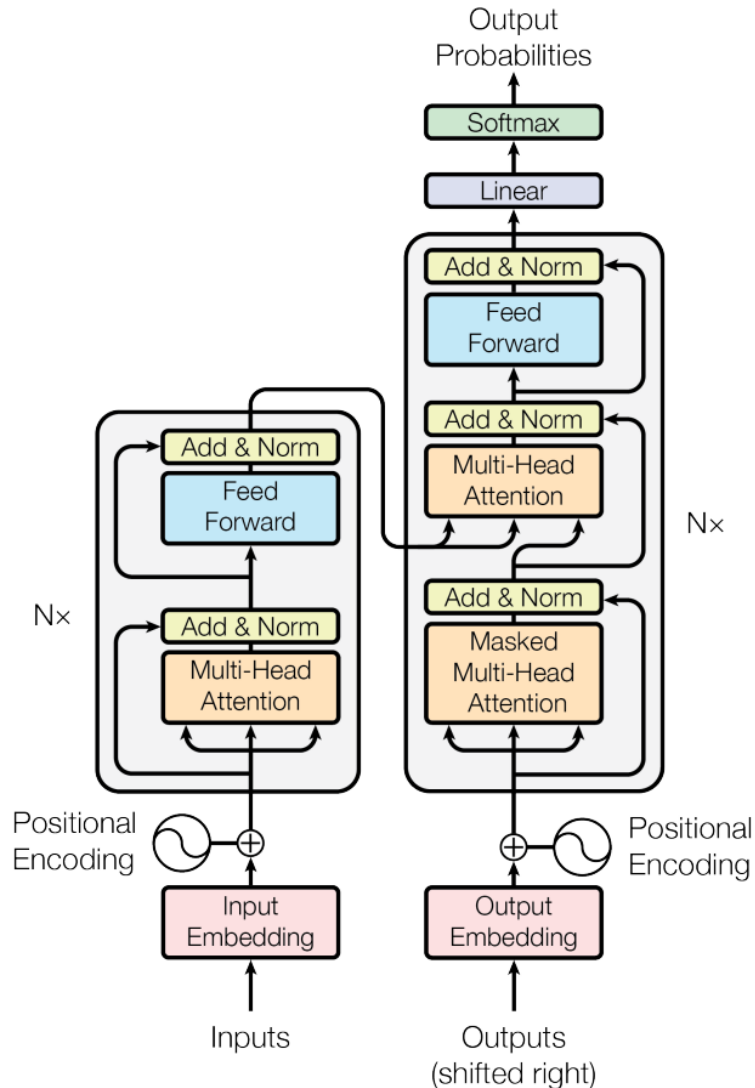 Output
Probabilities
Softmax
Linear
Add & Norm
Feed
Forward
Add & Norm
Multi-Head
Attention
Add & Norm
Masked
Multi-Head
Attention
N×
Add & Norm
Feed
Forward
Add & Norm
Multi-Head
Attention
N×
Positional
Encoding
Positional
Encoding
Input
Embedding
Output
Embedding
Inputs
Outputs
(shifted right)